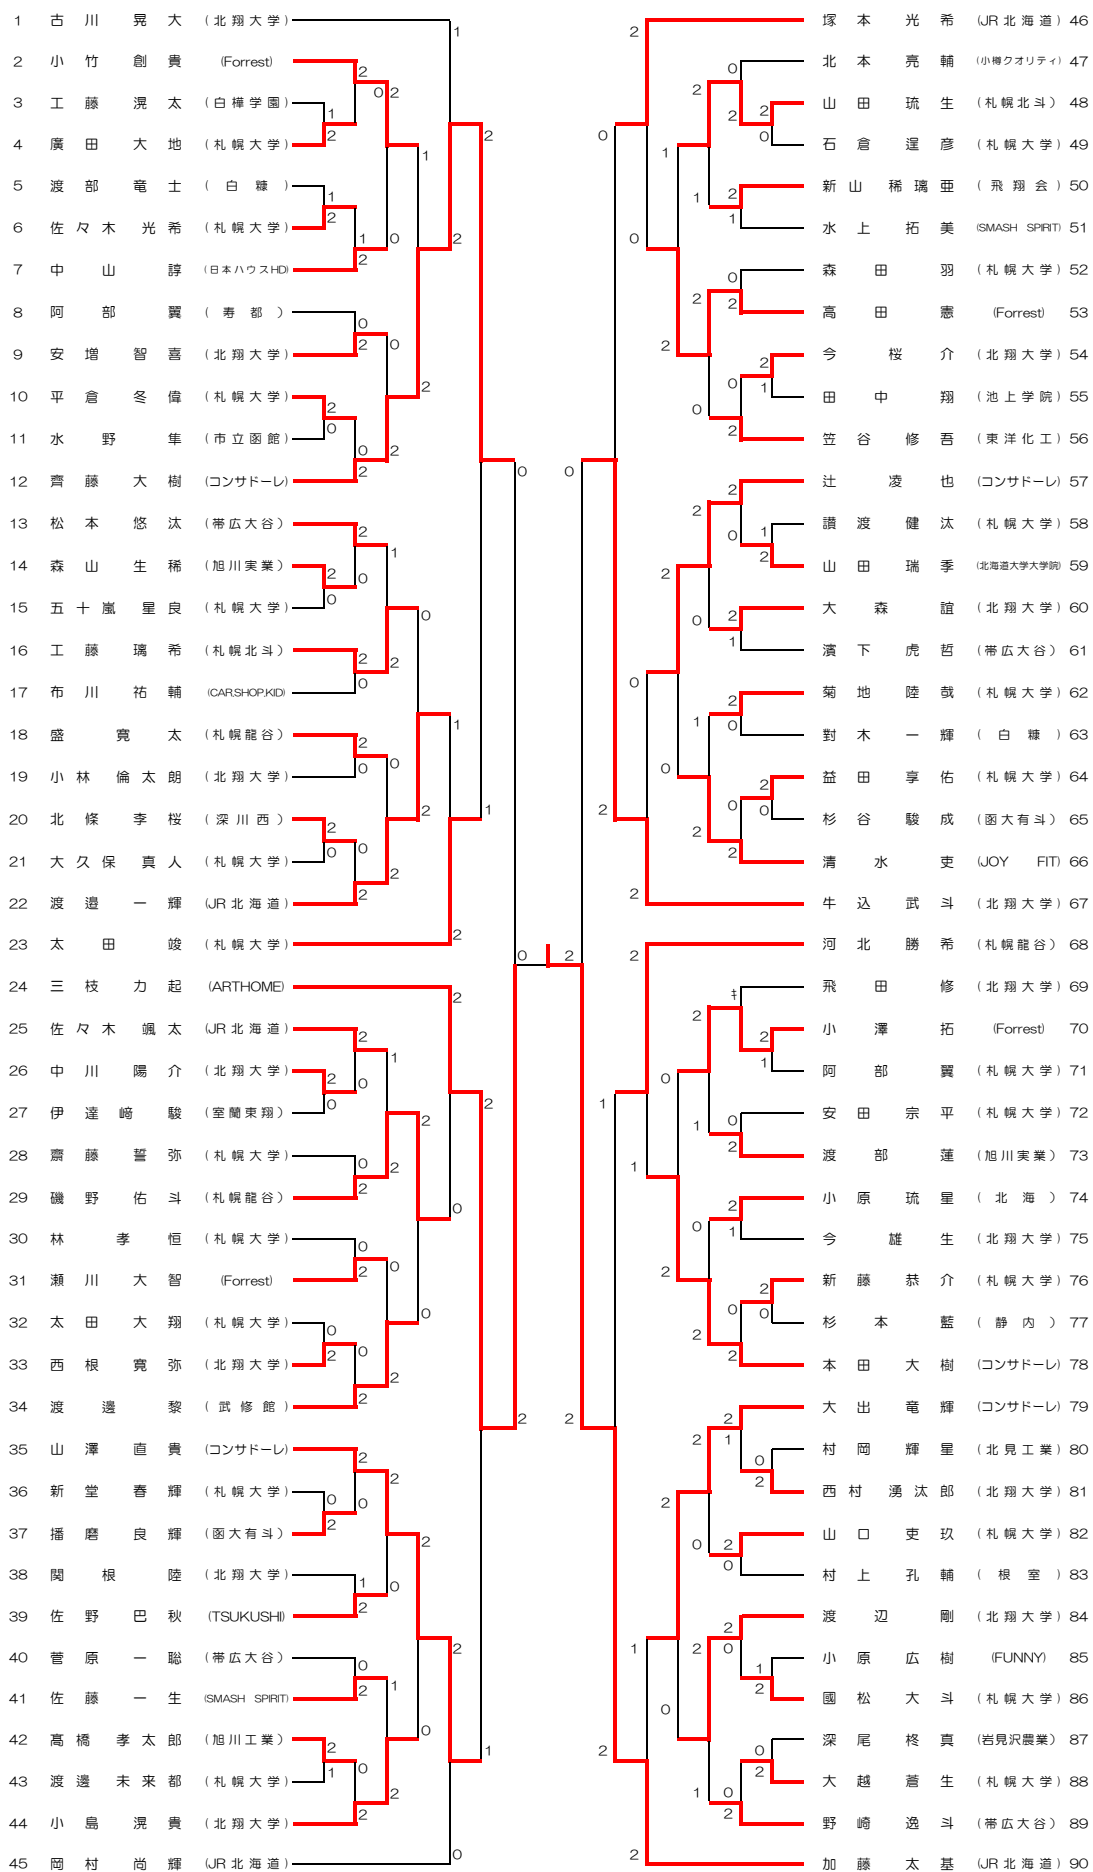 1 古川 晃大 (北翔大学)
2 小竹 創貴 (Forrest)
3 工藤 滉太 (白樺学園)
4 廣田 大地 (札幌大学)
5 渡部 竜士 (白糠)
6 佐々木 光希 (札幌大学)
7 中山 諄 (日本ハウスHD)
8 阿部 翼 (寿都)
9 安増 智喜 (北翔大学)
10 平倉 冬偉 (札幌大学)
11 水野 隼 (市立函館)
12 齊藤 大樹 (コンサドーレ)
13 松本 悠汰 (帯広大谷)
14 森山 生稀 (旭川実業)
15 五十嵐 星良 (札幌大学)
16 工藤 璃希 (札幌北斗)
17 布川 祐輔 (CAR.SHOP.KID)
18 盛 寛太 (札幌龍谷)
19 小林 倫太朗 (北翔大学)
20 北條 李桜 (深川西)
21 大久保 真人 (札幌大学)
22 渡邉 一輝 (JR北海道)
23 太田 竣 (札幌大学)
24 三枝 力起 (ARTHOME)
25 佐々木 颯太 (JR北海道)
26 中川 陽介 (北翔大学)
27 伊達﨑 駿 (室蘭東翔)
28 齋藤 誓弥 (札幌大学)
29 磯野 佑斗 (札幌龍谷)
30 林 孝恒 (札幌大学)
31 瀬川 大智 (Forrest)
32 太田 大翔 (札幌大学)
33 西根 寛弥 (北翔大学)
34 渡邊 黎 (武修館)
35 山澤 直貴 (コンサドーレ)
36 新堂 春輝 (札幌大学)
37 播磨 良輝 (函大有斗)
38 関根 陸 (北翔大学)
39 佐野 巴秋 (TSUKUSHI)
40 菅原 一聡 (帯広大谷)
41 佐藤 一生 (SMASH SPIRIT)
42 髙橋 孝太郎 (旭川工業)
43 渡邊 未来都 (札幌大学)
44 小島 滉貴 (北翔大学)
45 岡村 尚輝 (JR北海道)
塚本 光希 (JR北海道) 46
北本 亮輔 (小樽クオリティ) 47
山田 琉生 (札幌北斗) 48
石倉 逞彦 (札幌大学) 49
新山 稀璃亜 (飛翔会) 50
水上 拓美 (SMASH SPIRIT) 51
森田 羽 (札幌大学) 52
高田 憲 (Forrest) 53
今 桜介 (北翔大学) 54
田中 翔 (池上学院) 55
笠谷 修吾 (東洋化工) 56
辻 凌也 (コンサドーレ) 57
讃渡 健汰 (札幌大学) 58
山田 瑞季 (北海道大学大学院) 59
大森 誼 (北翔大学) 60
濱下 虎哲 (帯広大谷) 61
菊地 陸哉 (札幌大学) 62
對木 一輝 (白糠) 63
益田 享佑 (札幌大学) 64
杉谷 駿成 (函大有斗) 65
清水 吏 (JOY FIT) 66
牛込 武斗 (北翔大学) 67
河北 勝希 (札幌龍谷) 68
飛田 修 (北翔大学) 69
小澤 拓 (Forrest) 70
阿部 翼 (札幌大学) 71
安田 宗平 (札幌大学) 72
渡部 蓮 (旭川実業) 73
小原 琉星 (北海) 74
今 雄生 (北翔大学) 75
新藤 恭介 (札幌大学) 76
杉本 藍 (静内) 77
本田 大樹 (コンサドーレ) 78
大出 竜輝 (コンサドーレ) 79
村岡 輝星 (北見工業) 80
西村 湧汰郎 (北翔大学) 81
山口 吏玖 (札幌大学) 82
村上 孔輔 (根室) 83
渡辺 剛 (北翔大学) 84
小原 広樹 (FUNNY) 85
國松 大斗 (札幌大学) 86
深尾 柊真 (岩見沢農業) 87
大越 蒼生 (札幌大学) 88
野崎 逸斗 (帯広大谷) 89
加藤 太基 (JR北海道) 90